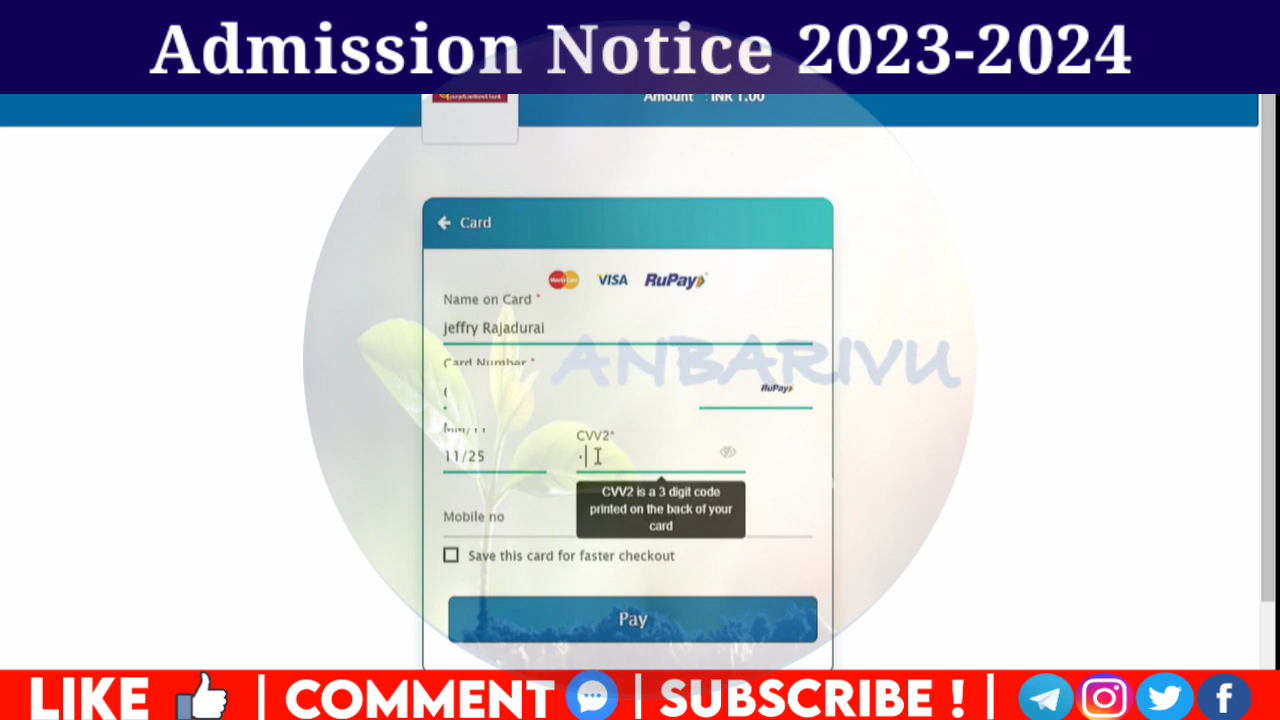 Admission Notice 2023-2024
Amount : INR 1.00
Card
MasterCard VISA RuPay
Name on Card *
Jeffry Rajadurai
Card Number *
ANBARIVU
RuPay
CVV2*
11/25
CVV2 is a 3 digit code
printed on the back of your
card
Mobile no
Save this card for faster checkout
Pay
LIKE | COMMENT | SUBSCRIBE ! |